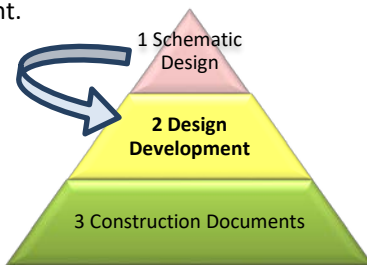 nt.
1 Schematic
Design
2 Design
Development
3 Construction Documents